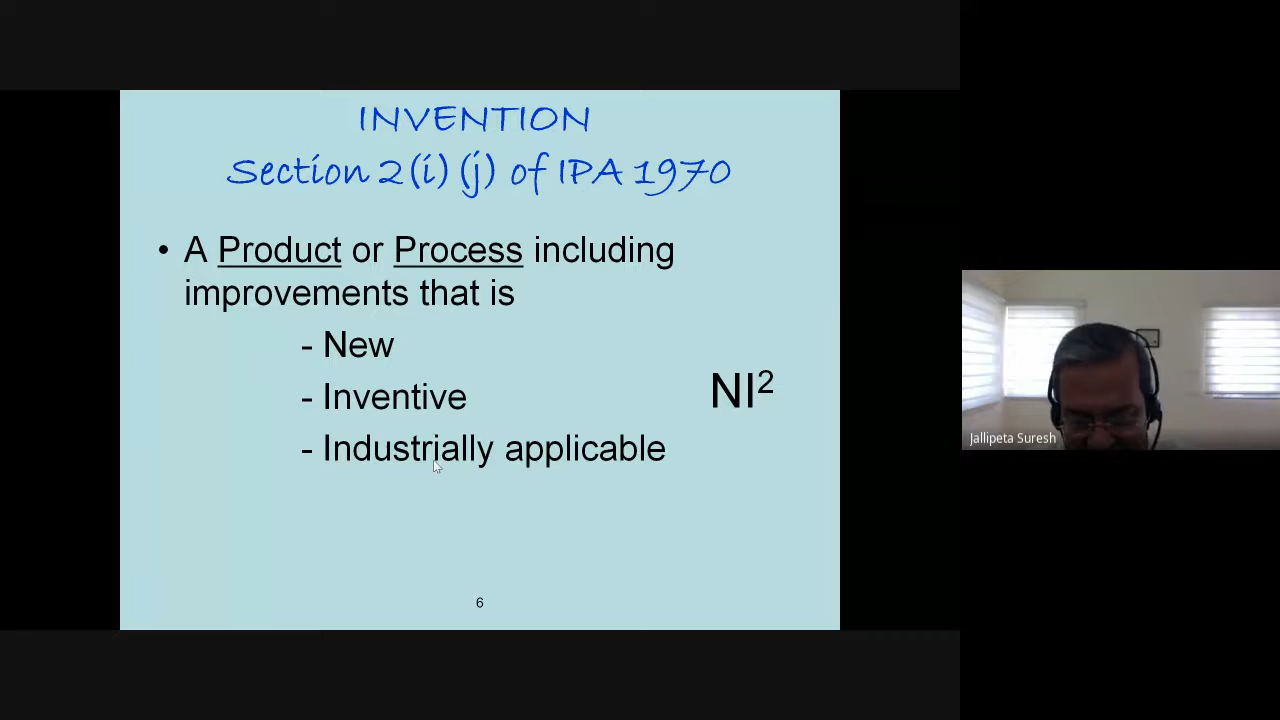 INVENTION
Section 2(i) (j) of IPA 1970
• A Product or Process including
improvements that is
- New
- Inventive
- Industrially applicable
NI²
6
Jallipeta Suresh